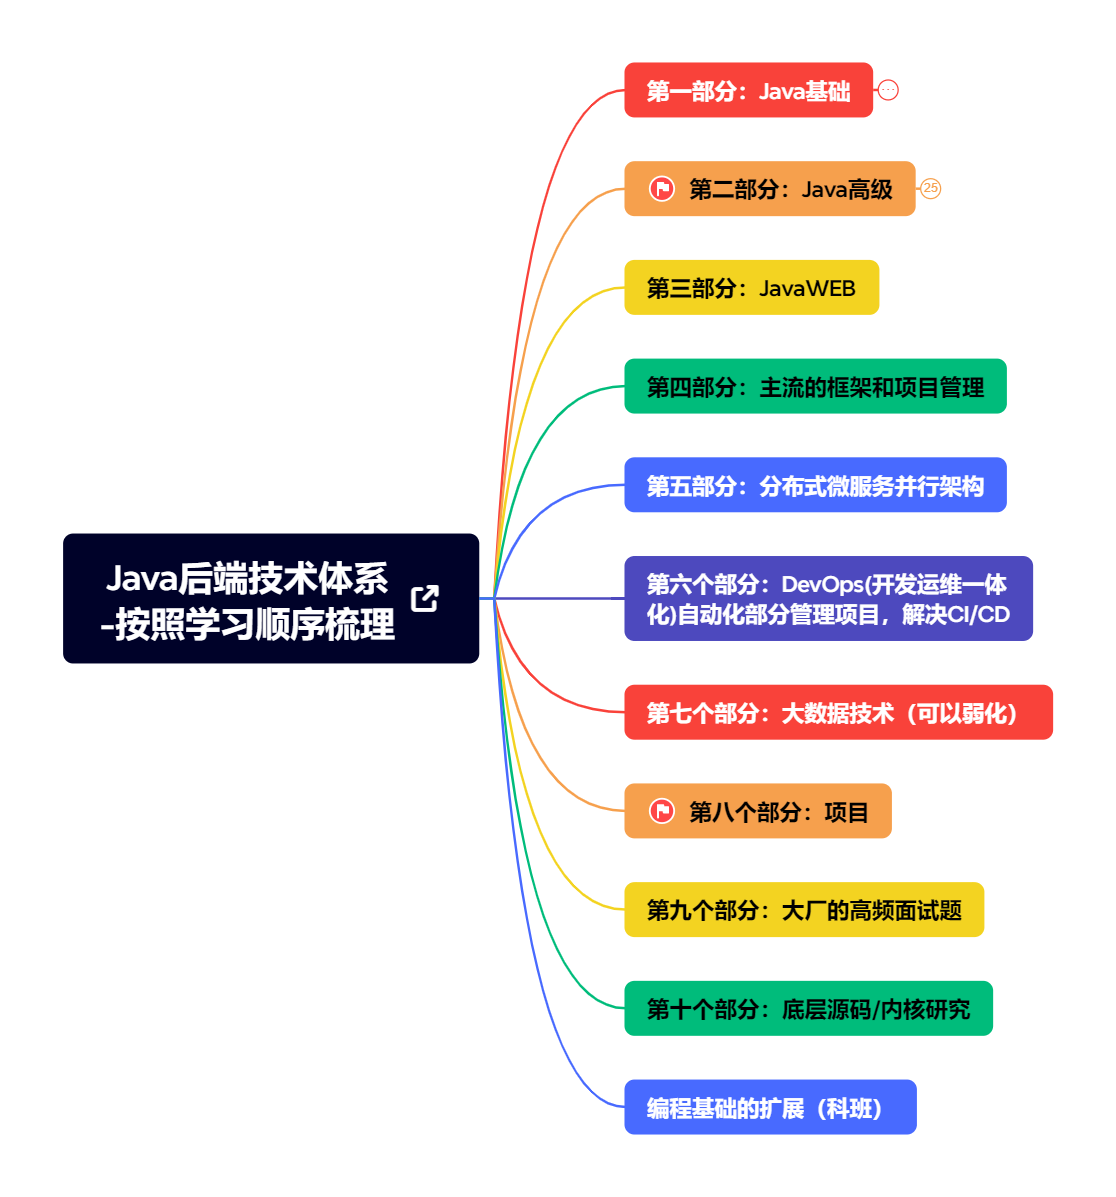 第一部分：Java基础
第二部分：Java高级
25
第三部分：JavaWEB
第四部分：主流的框架和项目管理
第五部分：分布式微服务并行架构
Java后端技术体系
-按照学习顺序梳理
第六个部分：DevOps(开发运维一体
化)自动化部分管理项目，解决CI/CD
第七个部分：大数据技术（可以弱化）
第八个部分：项目
第九个部分：大厂的高频面试题
第十个部分：底层源码/内核研究
编程基础的扩展（科班）